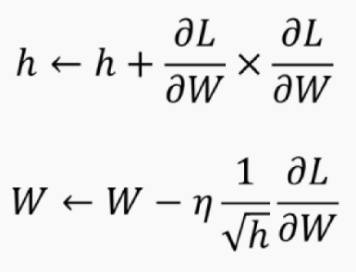 h ← h + ∂L/∂W × ∂L/∂W
W ← W − η 1/√h ∂L/∂W